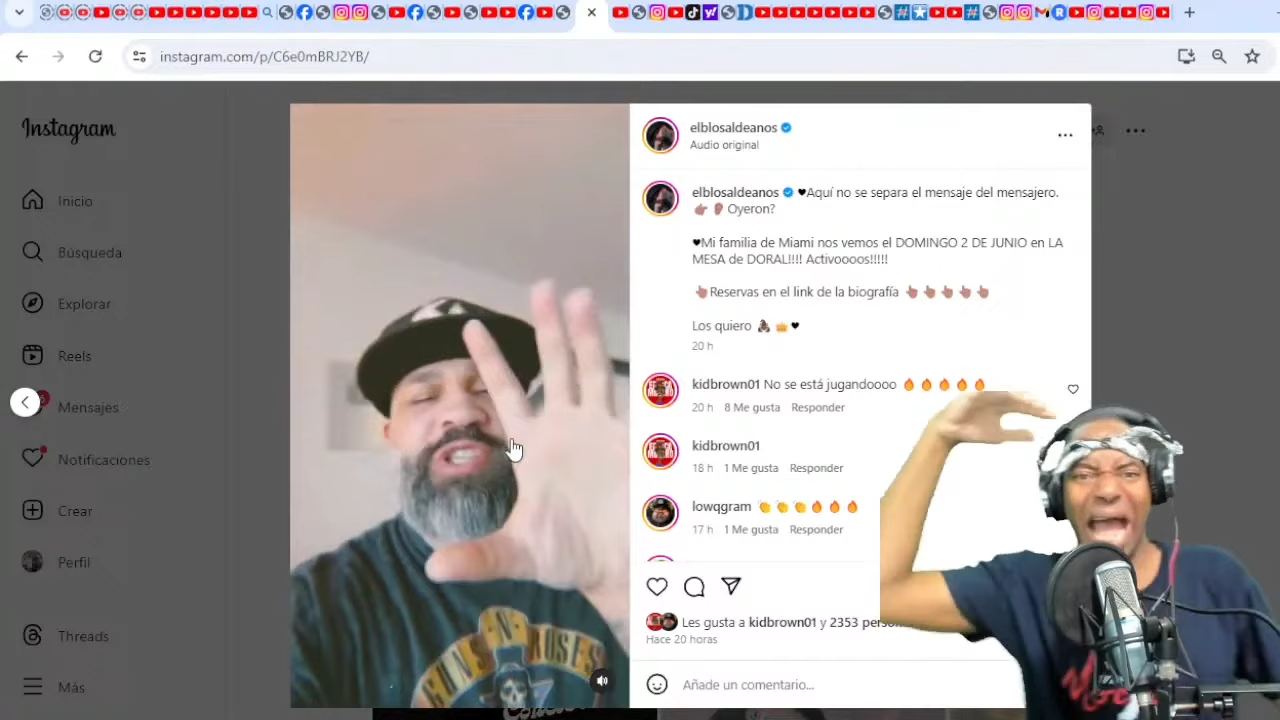 instagram.com/p/C6e0mBRJ2YB/
Instagram
Inicio
Búsqueda
Explorar
Reels
Mensajes
Notificaciones
Crear
Perfil
Threads
Más
GUNS N ROSES
elblosaldeanos
Audio original
elblosaldeanos ♥Aquí no se separa el mensaje del mensajero.
👉🏽👂🏽Oyeron?
♥Mi familia de Miami nos vemos el DOMINGO 2 DE JUNIO en LA
MESA de DORAL!!!! Activoooos!!!!!
👆🏽Reservas en el link de la biografía 👆🏽👆🏽👆🏽👆🏽👆🏽
Los quiero 🦍👑♥
20 h
kidbrown01 No se está jugandoooo 🔥🔥🔥🔥🔥
20 h 8 Me gusta Responder
kidbrown01
18 h 1 Me gusta Responder
lowqgram 👏👏👏🔥🔥🔥
17 h 1 Me gusta Responder
Les gusta a kidbrown01 y 2353
Hace 20 horas
Añade un comentario...